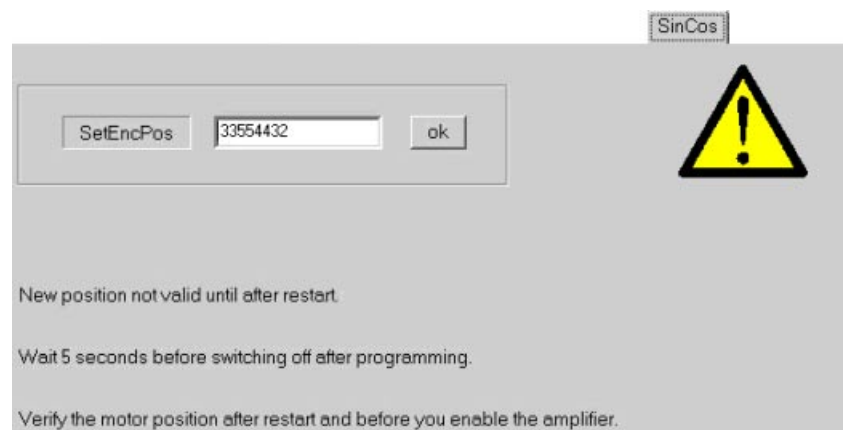 SinCos
SetEncPos 33554432 ok
New position not valid until after restart.
Wait 5 seconds before switching off after programming.
Verify the motor position after restart and before you enable the amplifier.